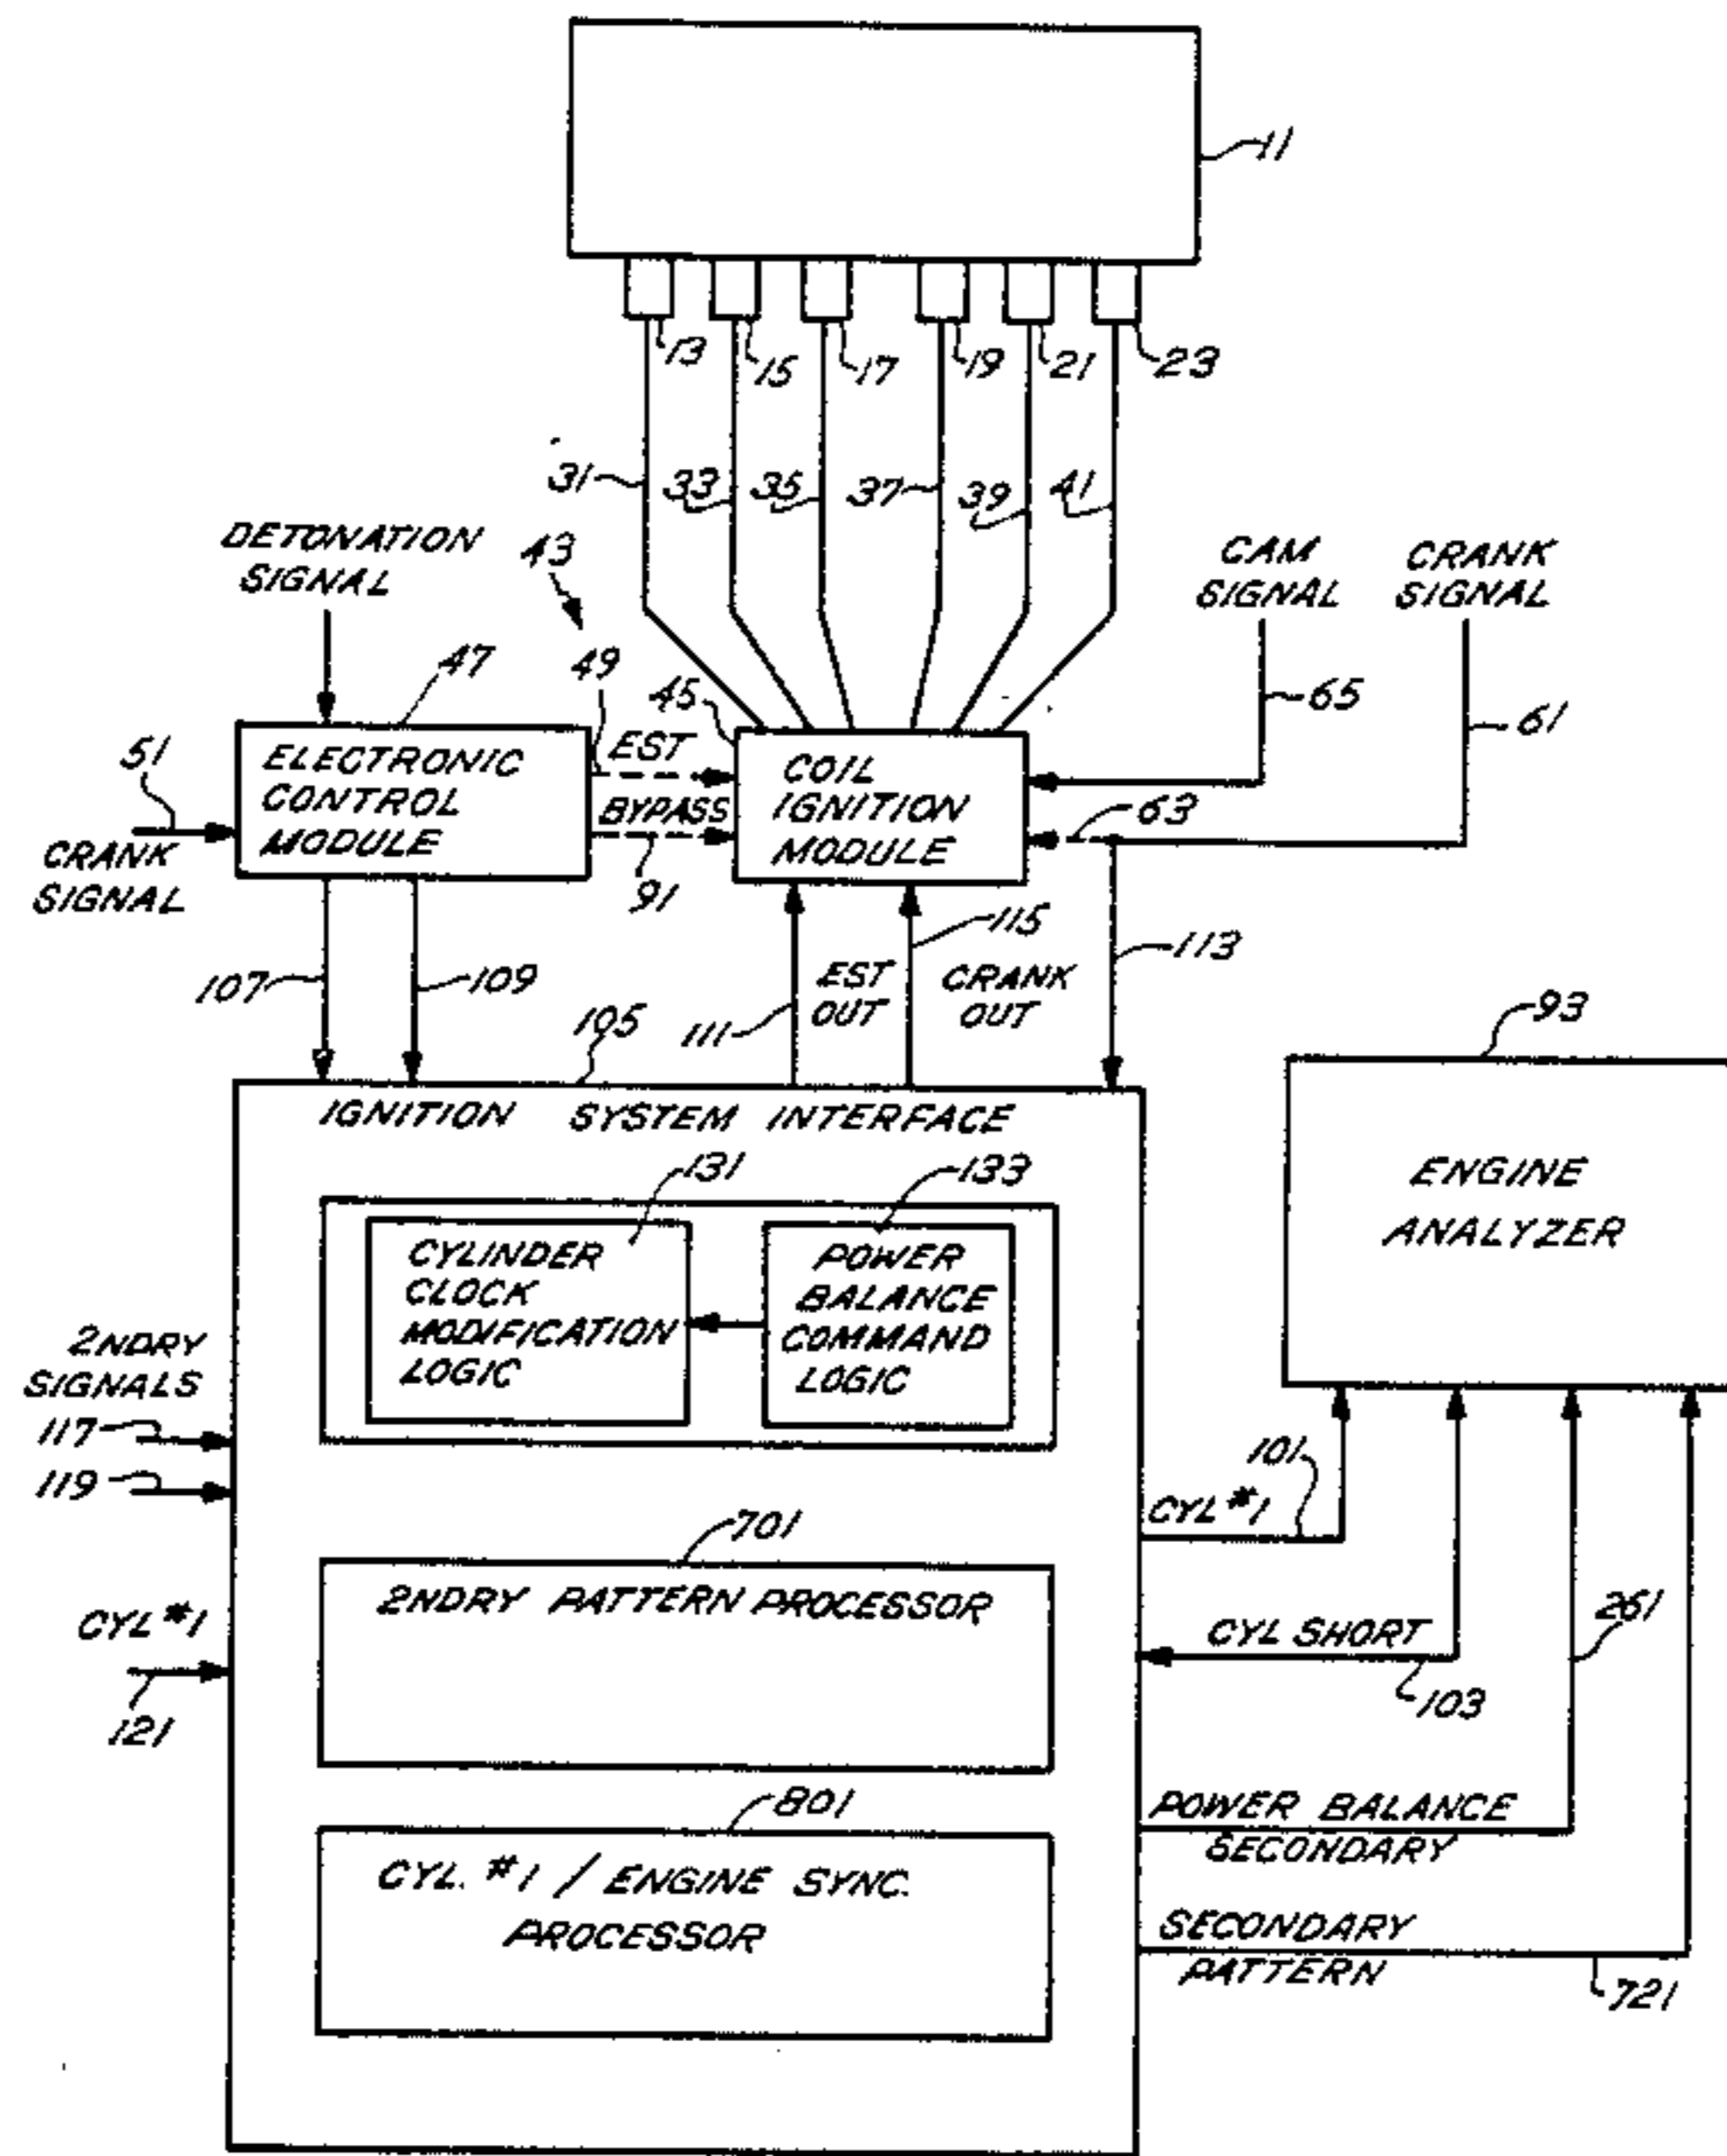 11
13
15
17
19
21
23
31
33
35
37
39
41
DETONATION
SIGNAL
43
CAM
SIGNAL
CRANK
SIGNAL
47
49
45
65
61
51
CRANK
SIGNAL
ELECTRONIC
CONTROL
MODULE
EST
BYPASS
91
COIL
IGNITION
MODULE
63
107
109
111
EST
OUT
115
CRANK
OUT
113
105
93
IGNITION SYSTEM INTERFACE
ENGINE
ANALYZER
131
133
CYLINDER
CLOCK
MODIFICATION
LOGIC
POWER
BALANCE
COMMAND
LOGIC
2NDRY
SIGNALS
117
119
101
CYL #1
701
2NDRY PATTERN PROCESSOR
CYL #1
121
CYL SHORT
103
261
801
CYL. #1 / ENGINE SYNC.
PROCESSOR
POWER BALANCE
SECONDARY
SECONDARY
PATTERN
721